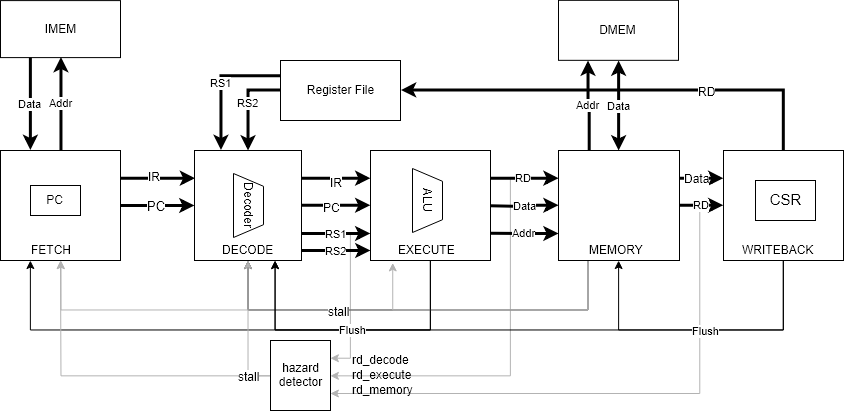 IMEM
DMEM
RS1
Register File
RD
Data
Addr
RS2
Addr
Data
IR
Decoder
IR
ALU
RD
Data
CSR
PC
PC
PC
Data
RD
RS1
Addr
FETCH
DECODE
RS2
EXECUTE
MEMORY
WRITEBACK
stall
Flush
Flush
hazard
detector
rd_decode
stall
rd_execute
rd_memory